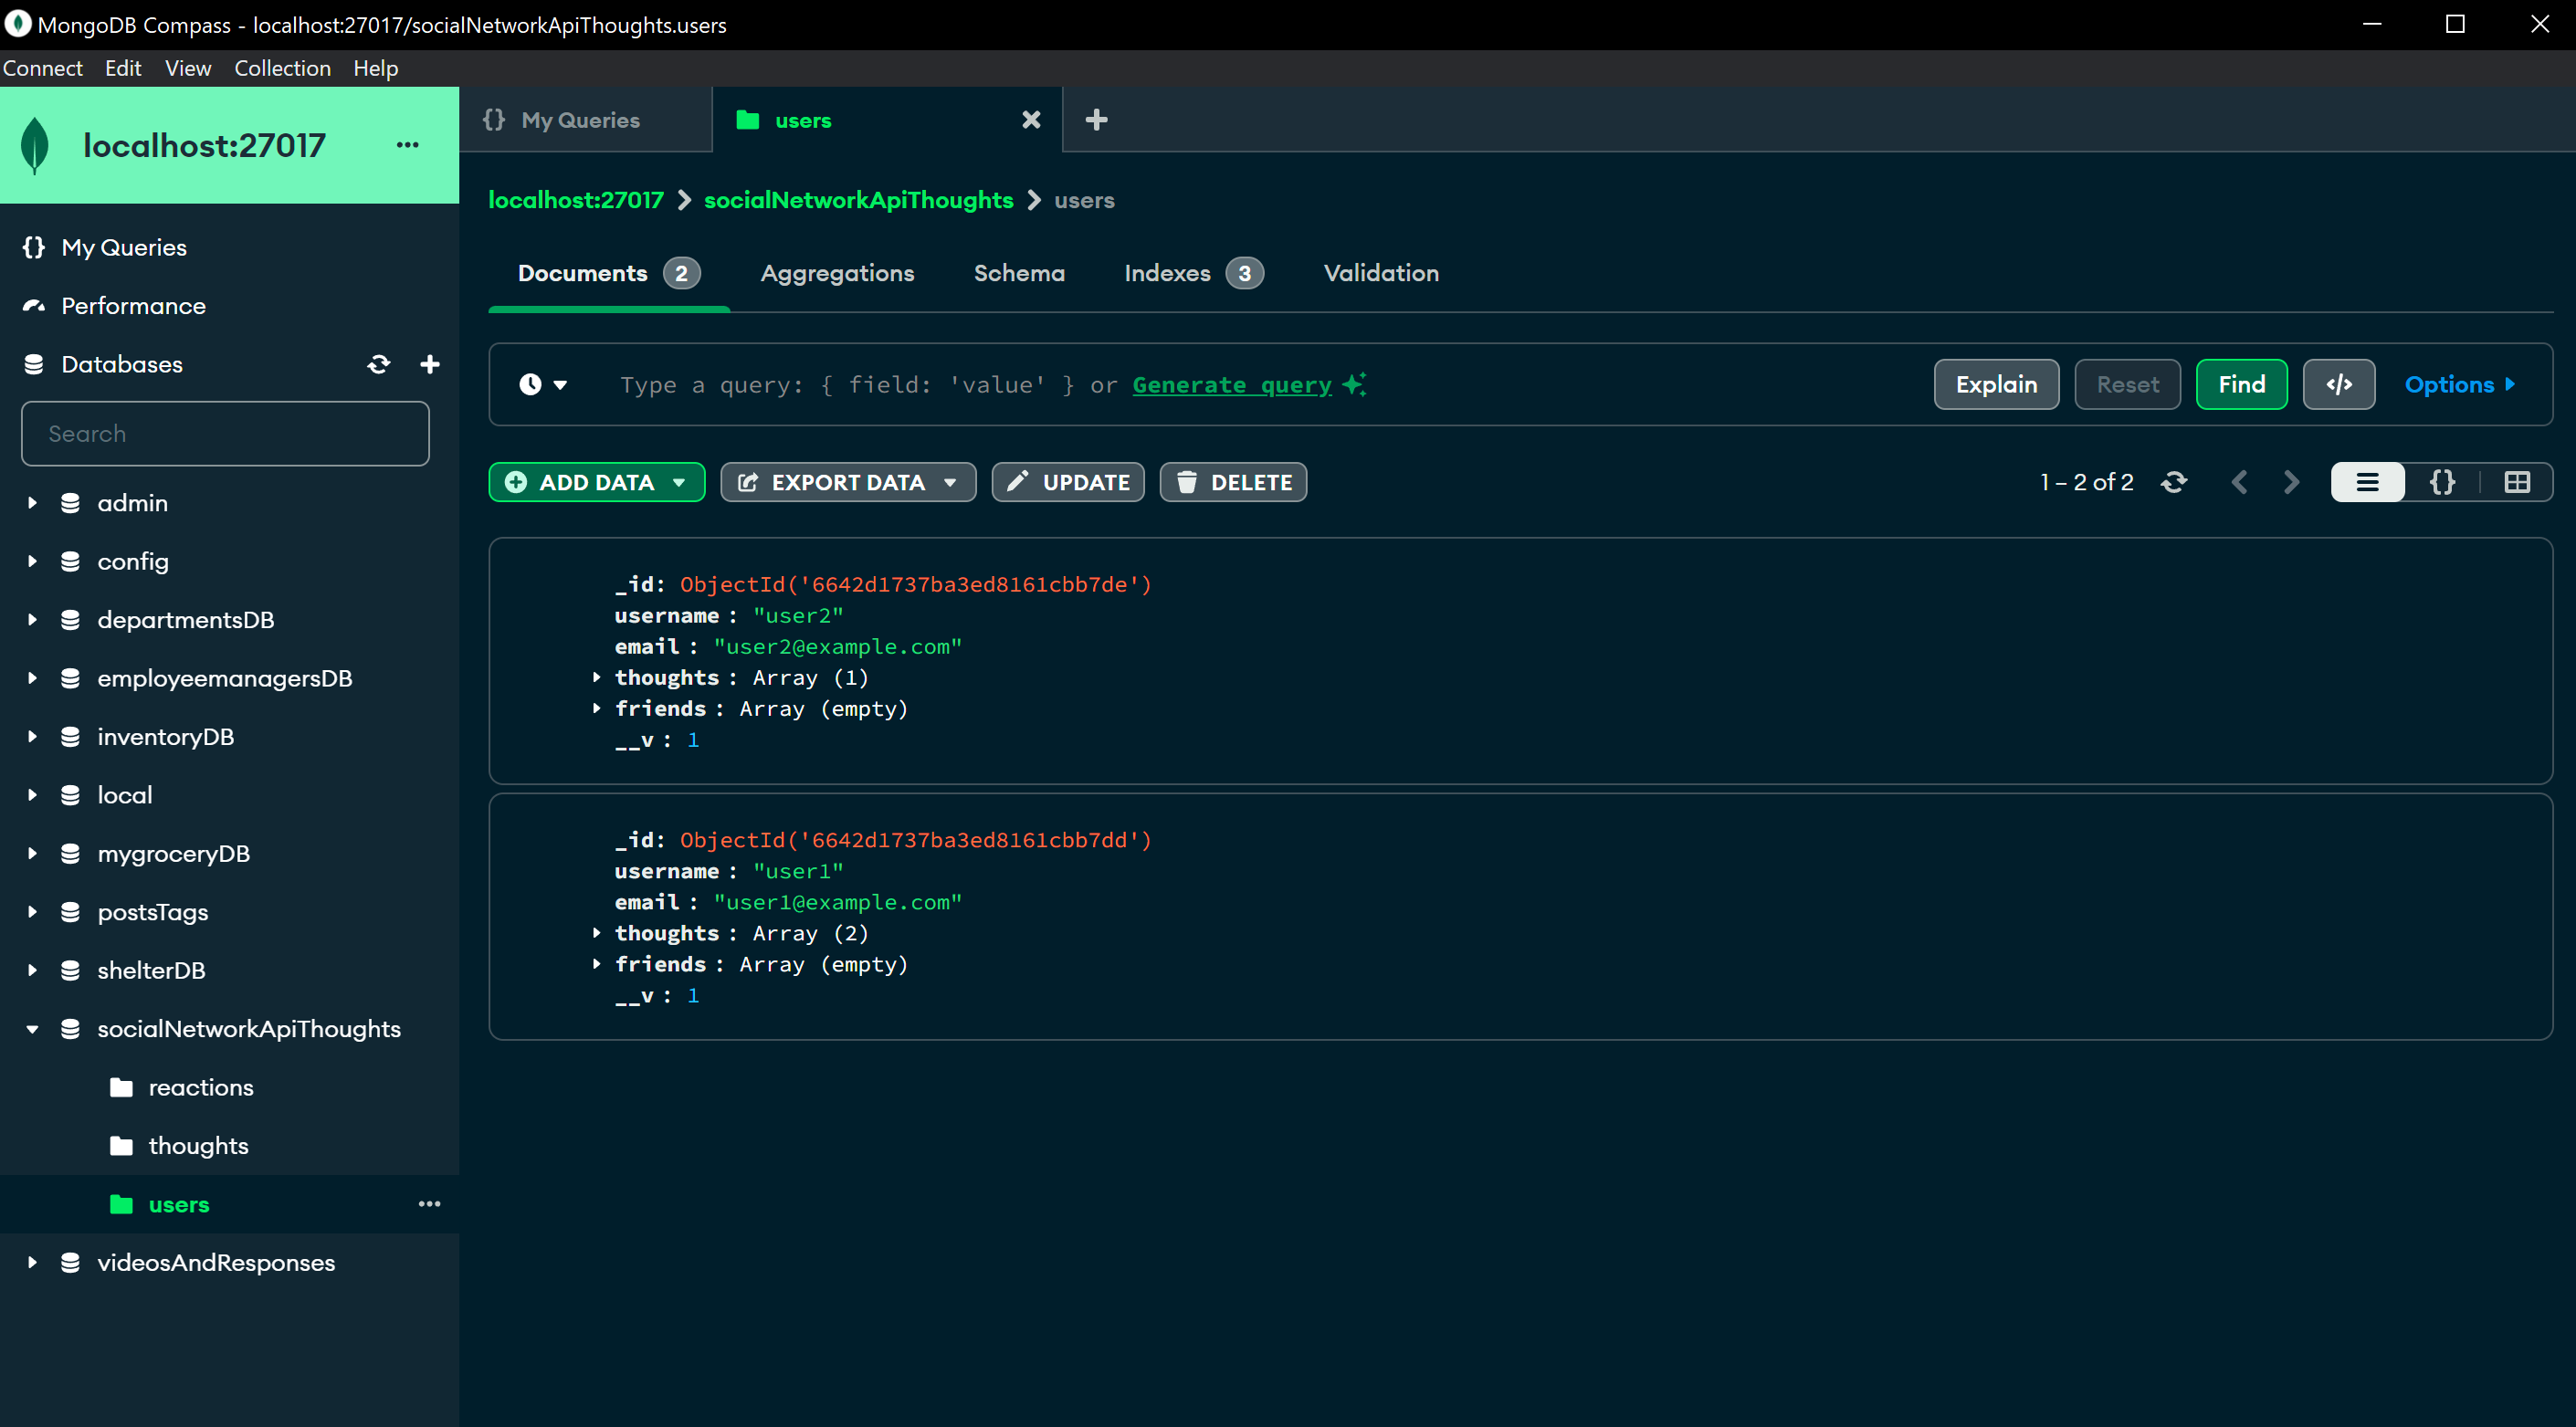 MongoDB Compass - localhost:27017/socialNetworkApiThoughts.users
Connect Edit View Collection Help
localhost:27017
My Queries
Performance
Databases
Search
admin
config
departmentsDB
employeemanagersDB
inventoryDB
local
mygroceryDB
postsTags
shelterDB
socialNetworkApiThoughts
reactions
thoughts
users
videosAndResponses
{} My Queries users
localhost:27017 > socialNetworkApiThoughts > users
Documents 2 Aggregations Schema Indexes 3 Validation
Type a query: { field: 'value' } or Generate query Explain Reset Find </> Options
ADD DATA EXPORT DATA UPDATE DELETE 1 – 2 of 2 {}
_id: ObjectId('6642d1737ba3ed8161cbb7de')
username : "user2"
email : "user2@example.com"
thoughts : Array (1)
friends : Array (empty)
__v : 1
_id: ObjectId('6642d1737ba3ed8161cbb7dd')
username : "user1"
email : "user1@example.com"
thoughts : Array (2)
friends : Array (empty)
__v : 1